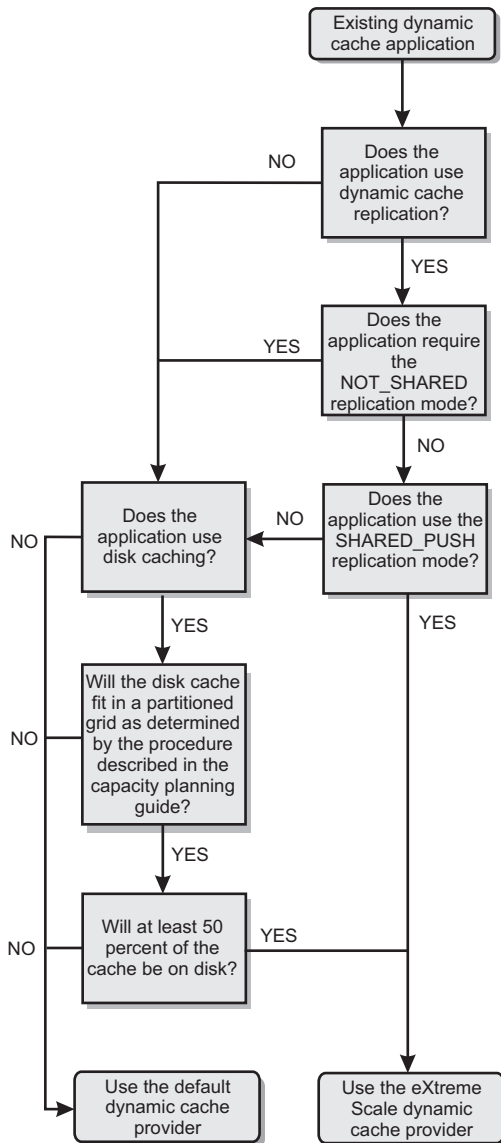 Existing dynamic
cache application
Does the
application use
dynamic cache
replication?
NO
YES
Does the
application require
the
NOT_SHARED
replication mode?
YES
NO
Does the
application use the
SHARED_PUSH
replication mode?
NO
YES
Does the
application use
disk caching?
NO
YES
Will the disk cache
fit in a partitioned
grid as determined
by the procedure
described in the
capacity planning
guide?
NO
YES
Will at least 50
percent of the
cache be on disk?
NO
YES
Use the default
dynamic cache
provider
Use the eXtreme
Scale dynamic
cache provider